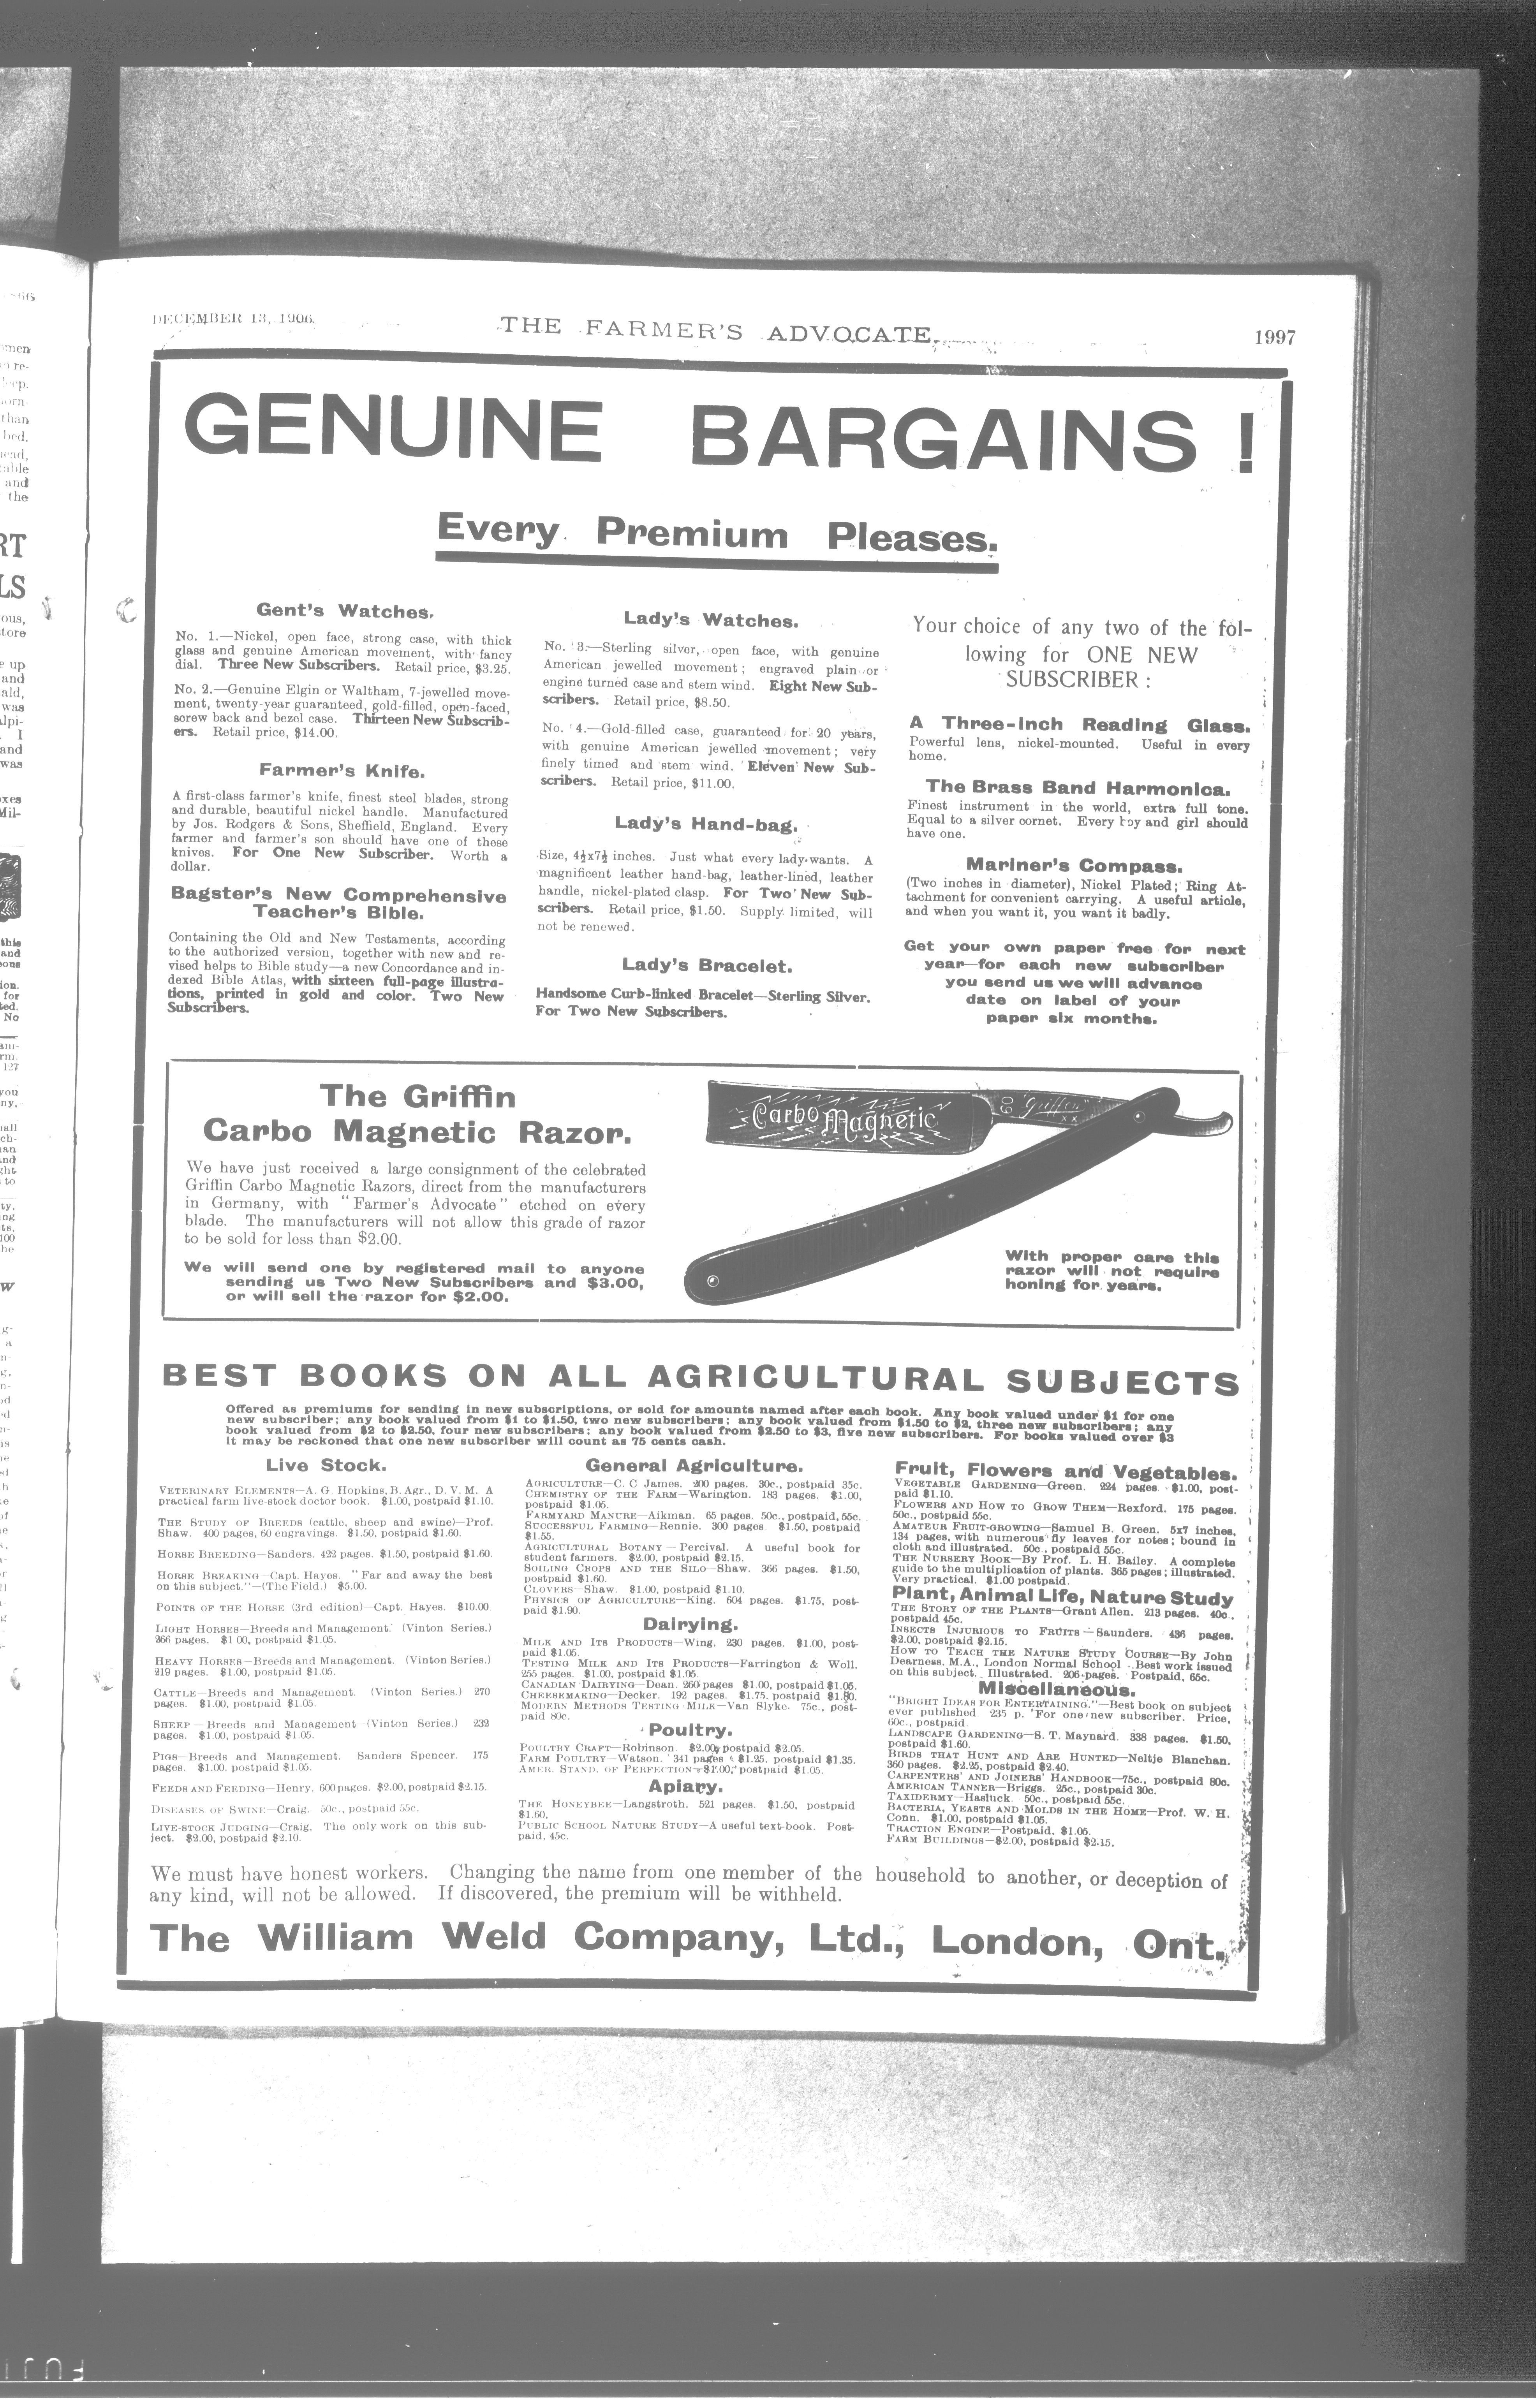 DECEMBER 13, 1906.
THE FARMER'S ADVOCATE.
1997
GENUINE BARGAINS !
Every Premium Pleases.
Gent's Watches.
No. 1.—Nickel, open face, strong case, with thick
glass and genuine American movement, with fancy
dial. Three New Subscribers. Retail price, $3.25.
No. 2.—Genuine Elgin or Waltham, 7-jewelled move-
ment, twenty-year guaranteed, gold-filled, open-faced,
screw back and bezel case. Thirteen New Subscrib-
ers. Retail price, $14.00.
Farmer's Knife.
A first-class farmer's knife, finest steel blades, strong
and durable, beautiful nickel handle. Manufactured
by Jos. Rodgers & Sons, Sheffield, England. Every
farmer and farmer's son should have one of these
knives. For One New Subscriber. Worth a
dollar.
Bagster's New Comprehensive
Teacher's Bible.
Containing the Old and New Testaments, according
to the authorized version, together with new and re-
vised helps to Bible study—a new Concordance and in-
dexed Bible Atlas, with sixteen full-page illustra-
tions, printed in gold and color. Two New
Subscribers.
Lady's Watches.
No. 3.—Sterling silver, open face, with genuine
American jewelled movement; engraved plain or
engine turned case and stem wind. Eight New Sub-
scribers. Retail price, $8.50.
No. 4.—Gold-filled case, guaranteed for 20 years,
with genuine American jewelled movement; very
finely timed and stem wind. Eleven New Sub-
scribers. Retail price, $11.00.
Lady's Hand-bag.
Size, 4½x7½ inches. Just what every lady wants. A
magnificent leather hand-bag, leather-lined, leather
handle, nickel-plated clasp. For Two New Sub-
scribers. Retail price, $1.50. Supply limited, will
not be renewed.
Lady's Bracelet.
Handsome Curb-linked Bracelet—Sterling Silver.
For Two New Subscribers.
Your choice of any two of the fol-
lowing for ONE NEW
SUBSCRIBER :
A Three-inch Reading Glass.
Powerful lens, nickel-mounted. Useful in every
home.
The Brass Band Harmonica.
Finest instrument in the world, extra full tone.
Equal to a silver cornet. Every boy and girl should
have one.
Mariner's Compass.
(Two inches in diameter), Nickel Plated; Ring At-
tachment for convenient carrying. A useful article,
and when you want it, you want it badly.
Get your own paper free for next
year—for each new subscriber
you send us we will advance
date on label of your
paper six months.
The Griffin
Carbo Magnetic Razor.
We have just received a large consignment of the celebrated
Griffin Carbo Magnetic Razors, direct from the manufacturers
in Germany, with "Farmer's Advocate" etched on every
blade. The manufacturers will not allow this grade of razor
to be sold for less than $2.00.
We will send one by registered mail to anyone
sending us Two New Subscribers and $3.00,
or will sell the razor for $2.00.
Carbo Magnetic
60 "Griffin" XX
With proper care this
razor will not require
honing for years.
BEST BOOKS ON ALL AGRICULTURAL SUBJECTS
Offered as premiums for sending in new subscriptions, or sold for amounts named after each book. Any book valued under $1 for one
new subscriber; any book valued from $1 to $1.50, two new subscribers; any book valued from $1.50 to $2, three new subscribers; any
book valued from $2 to $2.50, four new subscribers; any book valued from $2.50 to $3, five new subscribers. For books valued over $3
it may be reckoned that one new subscriber will count as 75 cents cash.
Live Stock.
VETERINARY ELEMENTS—A. G. Hopkins, B. Agr., D. V. M. A
practical farm live-stock doctor book. $1.00, postpaid $1.10.
THE STUDY OF BREEDS (cattle, sheep and swine)—Prof.
Shaw. 400 pages, 60 engravings. $1.50, postpaid $1.60.
HORSE BREEDING—Sanders. 422 pages. $1.50, postpaid $1.60.
HORSE BREAKING—Capt. Hayes. "Far and away the best
on this subject."—(The Field.) $5.00.
POINTS OF THE HORSE (3rd edition)—Capt. Hayes. $10.00
LIGHT HORSES—Breeds and Management. (Vinton Series.)
266 pages. $1 00, postpaid $1.05.
HEAVY HORSES—Breeds and Management. (Vinton Series.)
219 pages. $1.00, postpaid $1.05.
CATTLE—Breeds and Management. (Vinton Series.) 270
pages. $1.00, postpaid $1.05.
SHEEP—Breeds and Management—(Vinton Series.) 232
pages. $1.00, postpaid $1.05.
PIGS—Breeds and Management. Sanders Spencer. 175
pages. $1.00. postpaid $1.05.
FEEDS AND FEEDING—Henry. 600 pages. $2.00, postpaid $2.15.
DISEASES OF SWINE—Craig. 50c., postpaid 55c.
LIVE-STOCK JUDGING—Craig. The only work on this sub-
ject. $2.00, postpaid $2.10.
General Agriculture.
AGRICULTURE—C. C James. 200 pages. 30c., postpaid 35c.
CHEMISTRY OF THE FARM—Warington. 183 pages. $1.00,
postpaid $1.05.
FARMYARD MANURE—Aikman. 65 pages. 50c., postpaid, 55c.
SUCCESSFUL FARMING—Rennie. 300 pages. $1.50, postpaid
$1.55.
AGRICULTURAL BOTANY—Percival. A useful book for
student farmers. $2.00, postpaid $2.15.
SOILING CROPS AND THE SILO—Shaw. 366 pages. $1.50,
postpaid $1.60.
CLOVERS—Shaw. $1.00, postpaid $1.10.
PHYSICS OF AGRICULTURE—King. 604 pages. $1.75, post-
paid $1.90.
Dairying.
MILK AND ITS PRODUCTS—Wing. 230 pages. $1.00, post-
paid $1.05.
TESTING MILK AND ITS PRODUCTS—Farrington & Woll.
255 pages. $1.00, postpaid $1.05.
CANADIAN DAIRYING—Dean. 260 pages $1.00, postpaid $1.05.
CHEESEMAKING—Decker. 192 pages. $1.75, postpaid $1.80.
MODERN METHODS TESTING MILK—Van Slyke. 75c., post-
paid 80c.
Poultry.
POULTRY CRAFT—Robinson $2.00, postpaid $2.05.
FARM POULTRY—Watson. 341 pages $1.25, postpaid $1.35.
AMER. STAND. OF PERFECTION—$1.00, postpaid $1.05.
Apiary.
THE HONEYBEE—Langstroth. 521 pages. $1.50, postpaid
$1.60.
PUBLIC SCHOOL NATURE STUDY—A useful text-book. Post-
paid, 45c.
Fruit, Flowers and Vegetables.
VEGETABLE GARDENING—Green. 224 pages $1.00, post-
paid $1.10.
FLOWERS AND HOW TO GROW THEM—Rexford. 175 pages.
50c., postpaid 55c.
AMATEUR FRUIT-GROWING—Samuel B. Green. 5x7 inches,
134 pages, with numerous fly leaves for notes; bound in
cloth and illustrated. 50c., postpaid 55c.
THE NURSERY BOOK—By Prof. L. H. Bailey. A complete
guide to the multiplication of plants. 365 pages; illustrated.
Very practical. $1.00 postpaid.
Plant, Animal Life, Nature Study
THE STORY OF THE PLANTS—Grant Allen. 213 pages. 40c.,
postpaid 45c.
INSECTS INJURIOUS TO FRUITS—Saunders. 436 pages.
$2.00, postpaid $2.15.
HOW TO TEACH THE NATURE STUDY COURSE—By John
Dearness, M.A., London Normal School Best work issued
on this subject. Illustrated. 206 pages. Postpaid, 65c.
Miscellaneous.
"BRIGHT IDEAS FOR ENTERTAINING."—Best book on subject
ever published 235 p. For one new subscriber. Price,
60c., postpaid.
LANDSCAPE GARDENING—S. T. Maynard. 338 pages. $1.50,
postpaid $1.60.
BIRDS THAT HUNT AND ARE HUNTED—Neltje Blanchan.
360 pages. $2.25, postpaid $2.40.
CARPENTERS' AND JOINERS' HANDBOOK—75c., postpaid 80c.
AMERICAN TANNER—Briggs. 25c., postpaid 30c.
TAXIDERMY—Hasluck. 50c., postpaid 55c.
BACTERIA, YEASTS AND MOLDS IN THE HOME—Prof. W. H.
Conn. $1.00, postpaid $1.05.
TRACTION ENGINE—Postpaid, $1.05.
FARM BUILDINGS—$2.00, postpaid $2.15.
We must have honest workers. Changing the name from one member of the household to another, or deception of
any kind, will not be allowed. If discovered, the premium will be withheld.
The William Weld Company, Ltd., London, Ont.